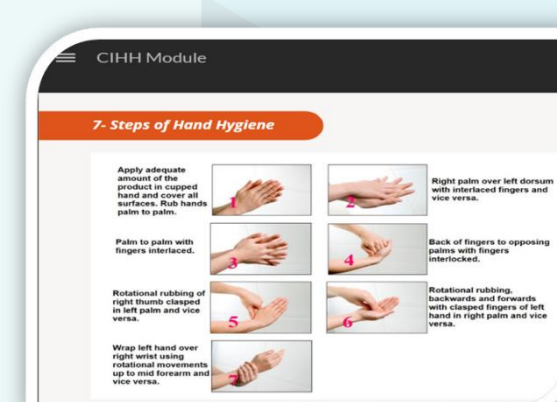 CIHH Module
7- Steps of Hand Hygiene
Apply adequate
amount of the
product in cupped
hand and cover all
surfaces. Rub hands
palm to palm.
1
2
Right palm over left dorsum
with interlaced fingers and
vice versa.
Palm to palm with
fingers interlaced.
3
4
Back of fingers to opposing
palms with fingers
interlocked.
Rotational rubbing of
right thumb clasped
in left palm and vice
versa.
5
6
Rotational rubbing,
backwards and forwards
with clasped fingers of left
hand in right palm and vice
versa.
Wrap left hand over
right wrist using
rotational movements
up to mid forearm and
vice versa.
7